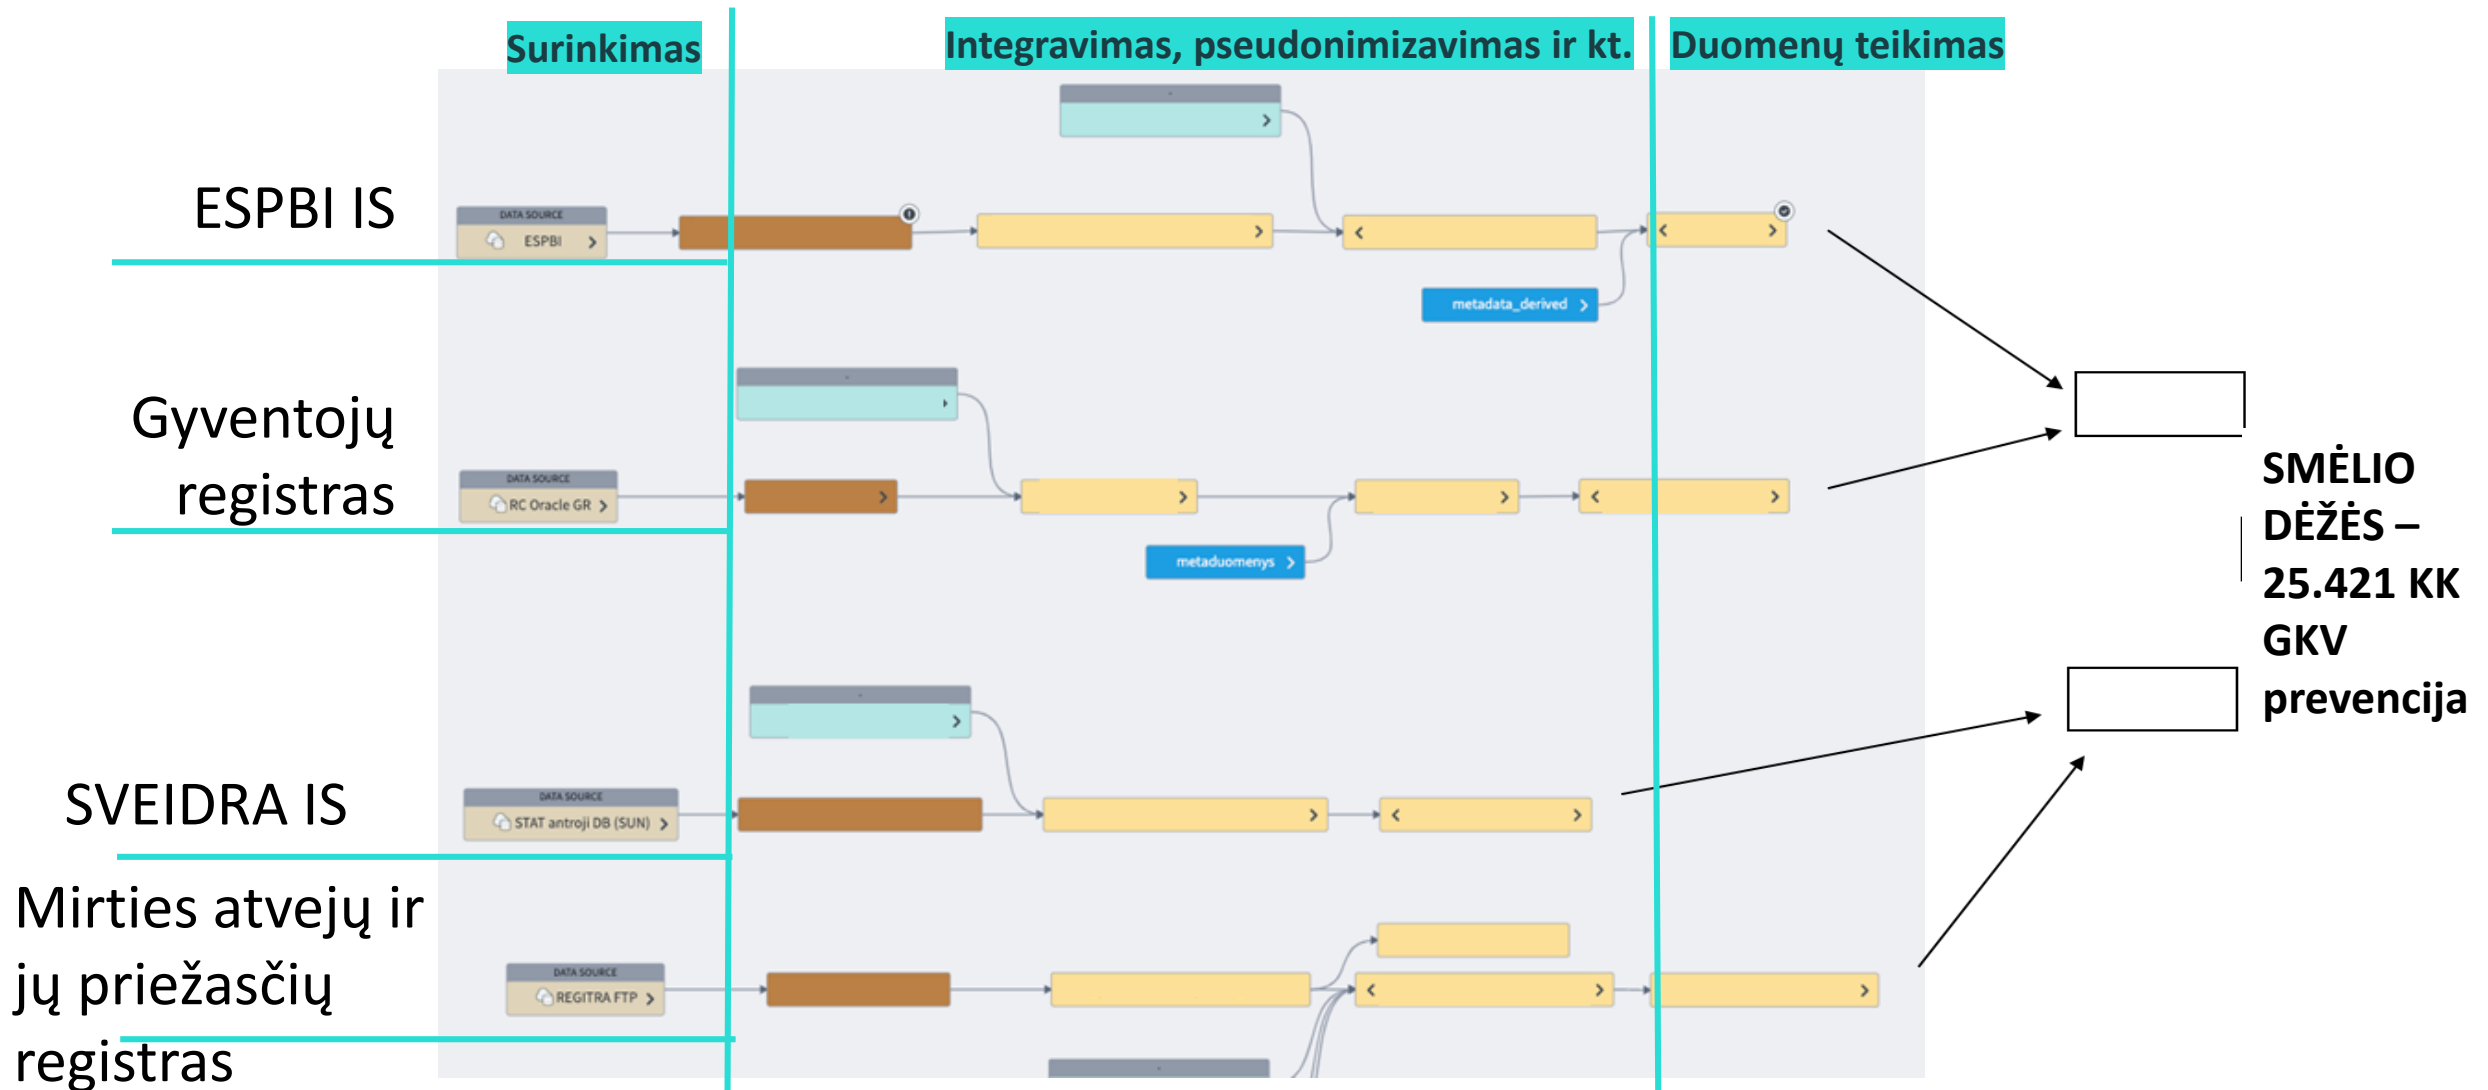 Surinkimas
Integravimas, pseudonimizavimas ir kt.
Duomenų teikimas
ESPBI IS
DATA SOURCE
ESPBI
metadata_derived
Gyventojų
registras
DATA SOURCE
RC Oracle GR
metaduomenys
SMĖLIO
DĖŽĖS –
25.421 KK
GKV
prevencija
SVEIDRA IS
DATA SOURCE
STAT antroji DB (SUN)
Mirties atvejų ir
jų priežasčių
registras
DATA SOURCE
REGITRA FTP